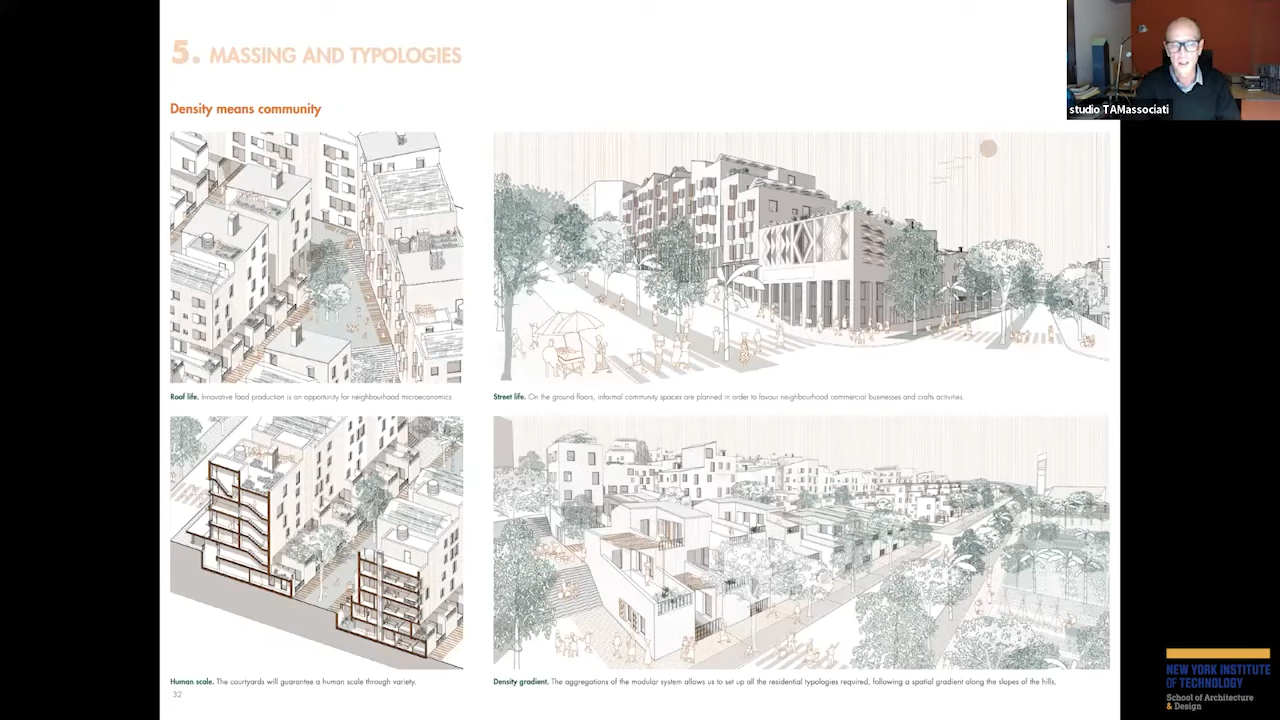 5. MASSING AND TYPOLOGIES
studio TAMassociati
Density means community
Roof life. Innovative food production is an opportunity for neighbourhood microeconomics
Street life. On the ground floors, informal community spaces are planned in order to favour neighbourhood commercial businesses and crafts activities.
Human scale. The courtyards will guarantee a human scale through variety.
Density gradient. The aggregations of the modular system allows us to set up all the residential typologies required, following a spatial gradient along the slopes of the hills.
32
NEW YORK INSTITUTE
OF TECHNOLOGY
School of Architecture
& Design